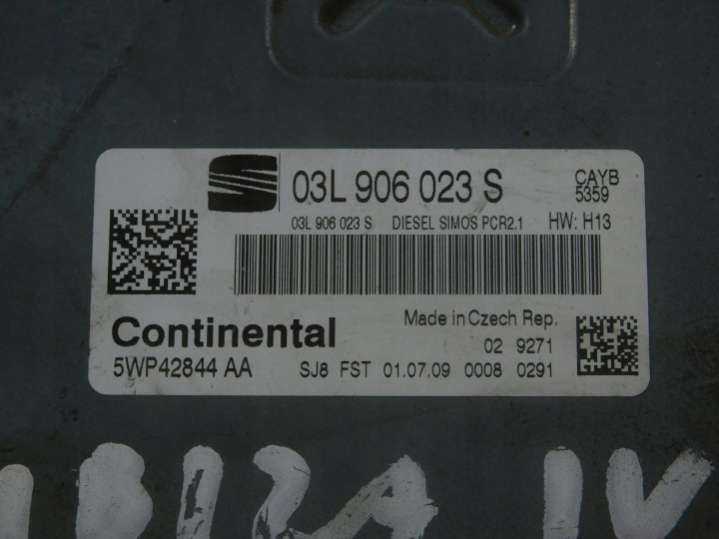 03L 906 023 S CAYB
5359
03L 906 023 S DIESEL SIMOS PCR2.1 HW: H13
Continental Made in Czech Rep.
02 9271
5WP42844 AA SJ8 FST 01.07.09 0008 0291
IBIZA IV